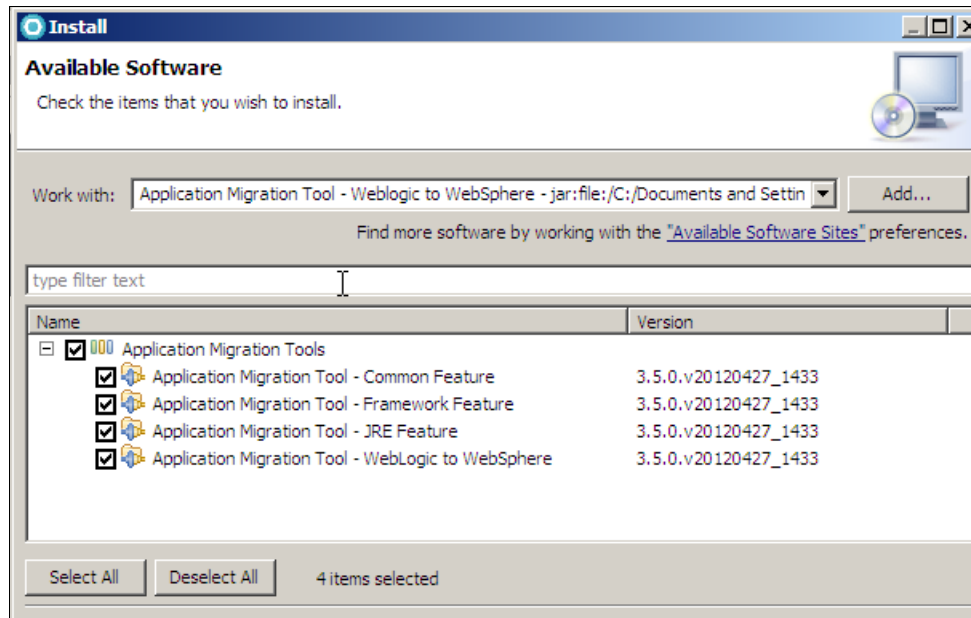 Install
Available Software
Check the items that you wish to install.
Work with: Application Migration Tool - Weblogic to WebSphere - jar:file:/C:/Documents and Settin Add...
Find more software by working with the "Available Software Sites" preferences.
type filter text
Name Version
Application Migration Tools
Application Migration Tool - Common Feature 3.5.0.v20120427_1433
Application Migration Tool - Framework Feature 3.5.0.v20120427_1433
Application Migration Tool - JRE Feature 3.5.0.v20120427_1433
Application Migration Tool - WebLogic to WebSphere 3.5.0.v20120427_1433
Select All Deselect All 4 items selected